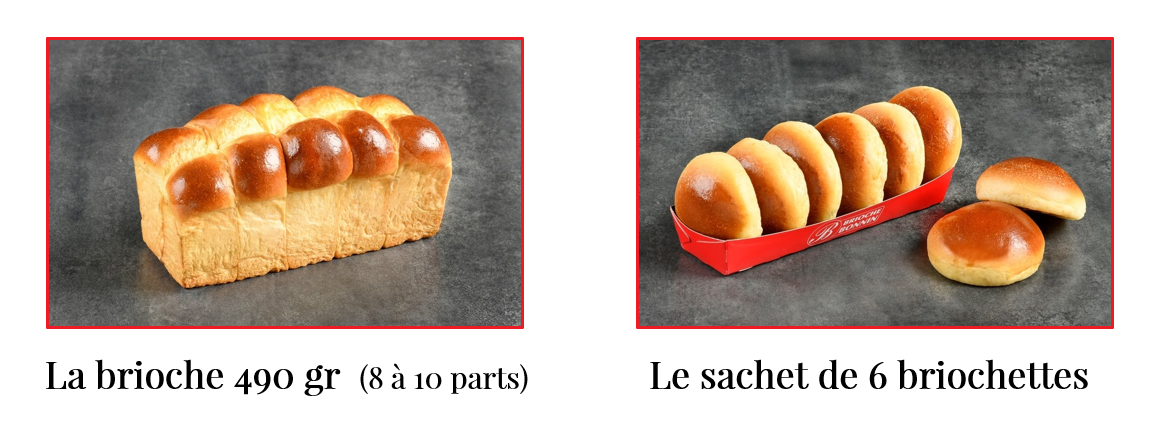 B BRIOCHE
BONNIN
La brioche 490 gr (8 à 10 parts)
Le sachet de 6 briochettes